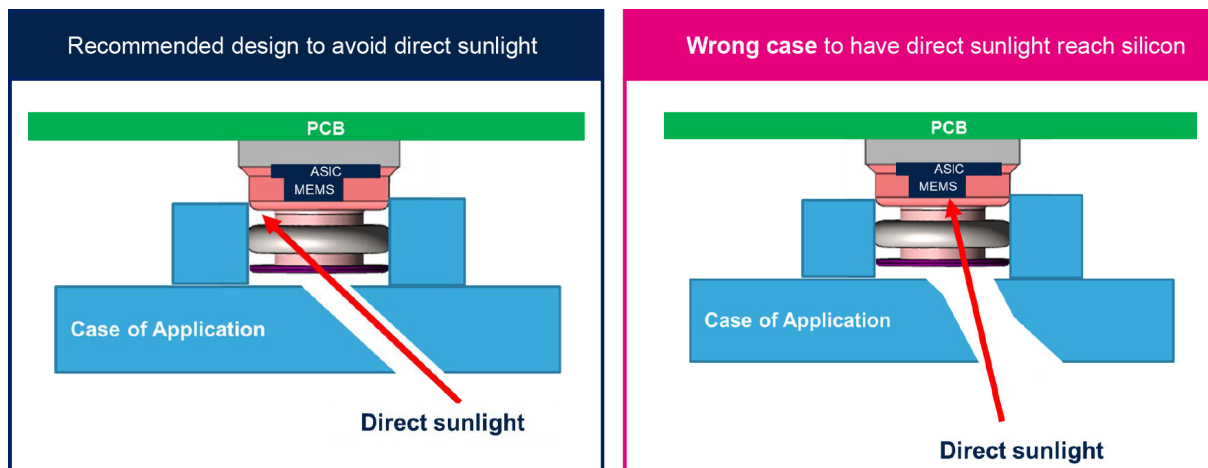 Recommended design to avoid direct sunlight
PCB
ASIC
MEMS
Case of Application
Direct sunlight
Wrong case to have direct sunlight reach silicon
PCB
ASIC
MEMS
Case of Application
Direct sunlight